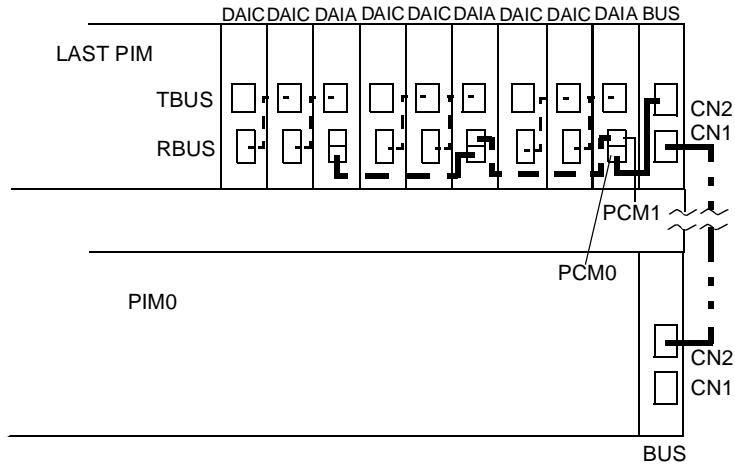 DAIC DAIC DAIA DAIC DAIC DAIA DAIC DAIC DAIA BUS
LAST PIM
TBUS
CN2
CN1
RBUS
PCM1
PCM0
PIM0
CN2
CN1
BUS